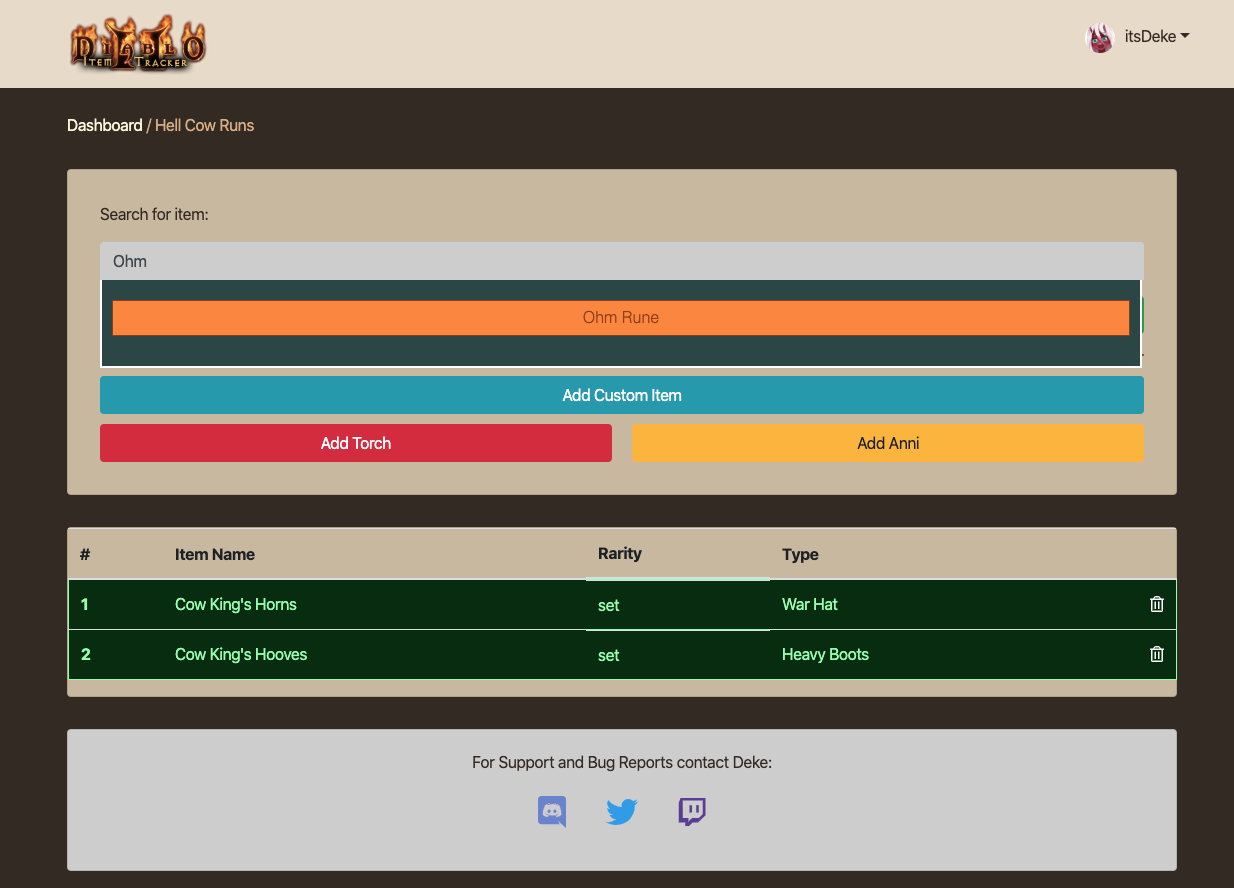 DIABLO II
ITEM TRACKER
itsDeke
Dashboard / Hell Cow Runs
Search for item:
Ohm
Ohm Rune
Add Custom Item
Add Torch Add Anni
# Item Name Rarity Type
1 Cow King's Horns set War Hat
2 Cow King's Hooves set Heavy Boots
For Support and Bug Reports contact Deke: